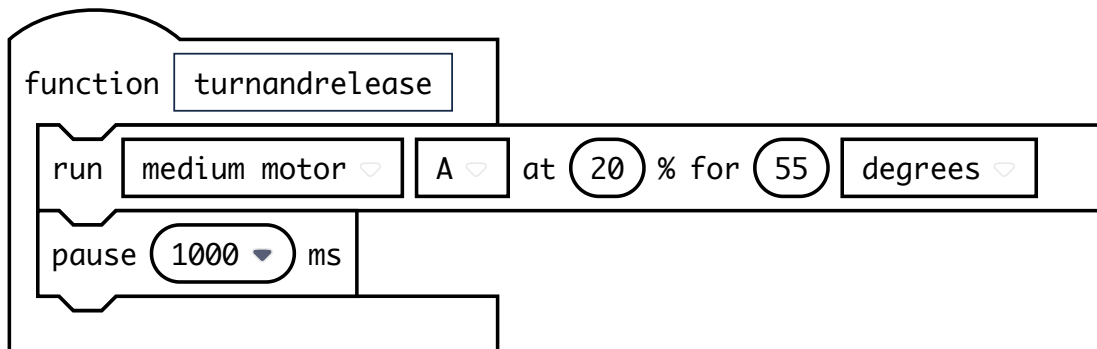 function turnandrelease
run medium motor A at 20 % for 55 degrees
pause 1000 ms